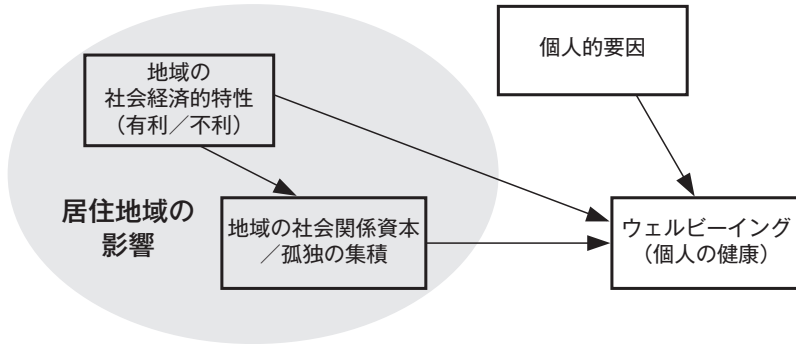 個人的要因
地域の
社会経済的特性
（有利／不利）
居住地域の
影響
地域の社会関係資本
／孤独の集積
ウェルビーイング
（個人の健康）